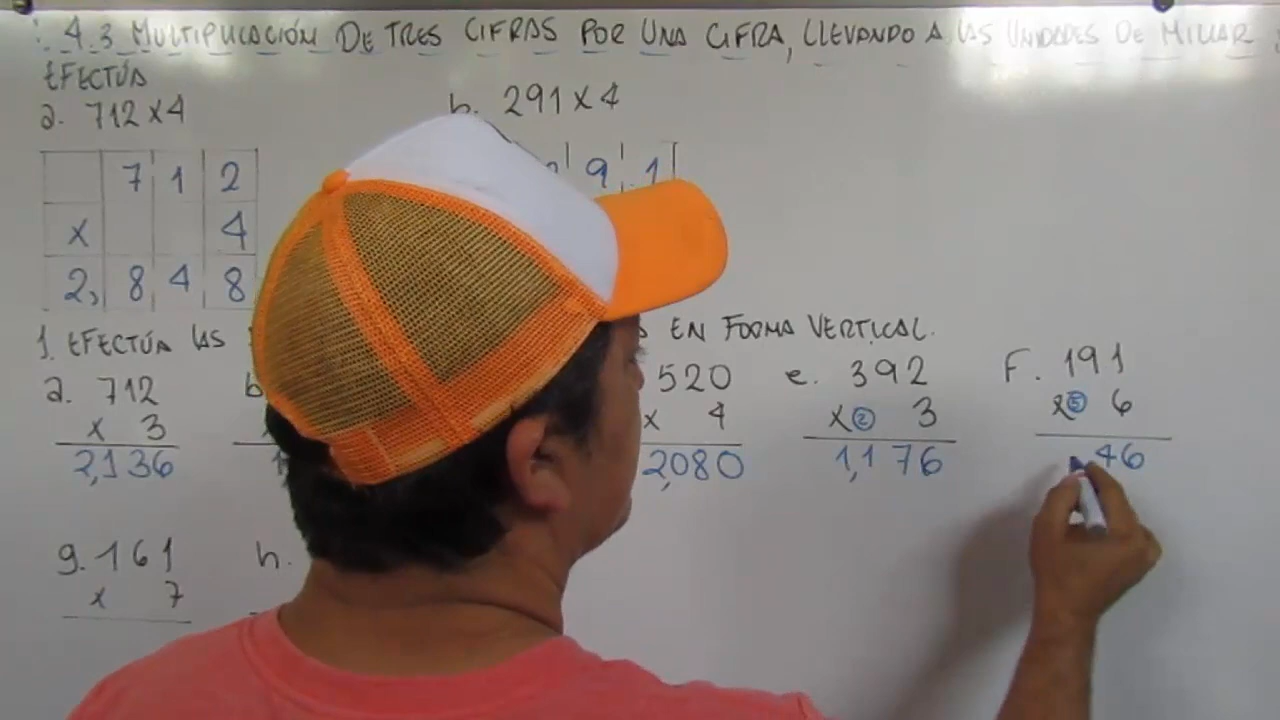 4.3 MULTIPLICACIÓN DE TRES CIFRAS POR UNA CIFRA, LLEVANDO A LAS UNIDADES DE MILLAR
EFECTÚA
a. 712 x 4
b. 291 x 4
7 1 2
x 4
2, 8 4 8
9 1
1. EFECTÚA LAS
EN FORMA VERTICAL.
a. 712
x 3
2,136
b
520
x 4
2,080
e. 392
x ② 3
1,176
F. 191
x ⑤ 6
46
g. 161
x 7
h.